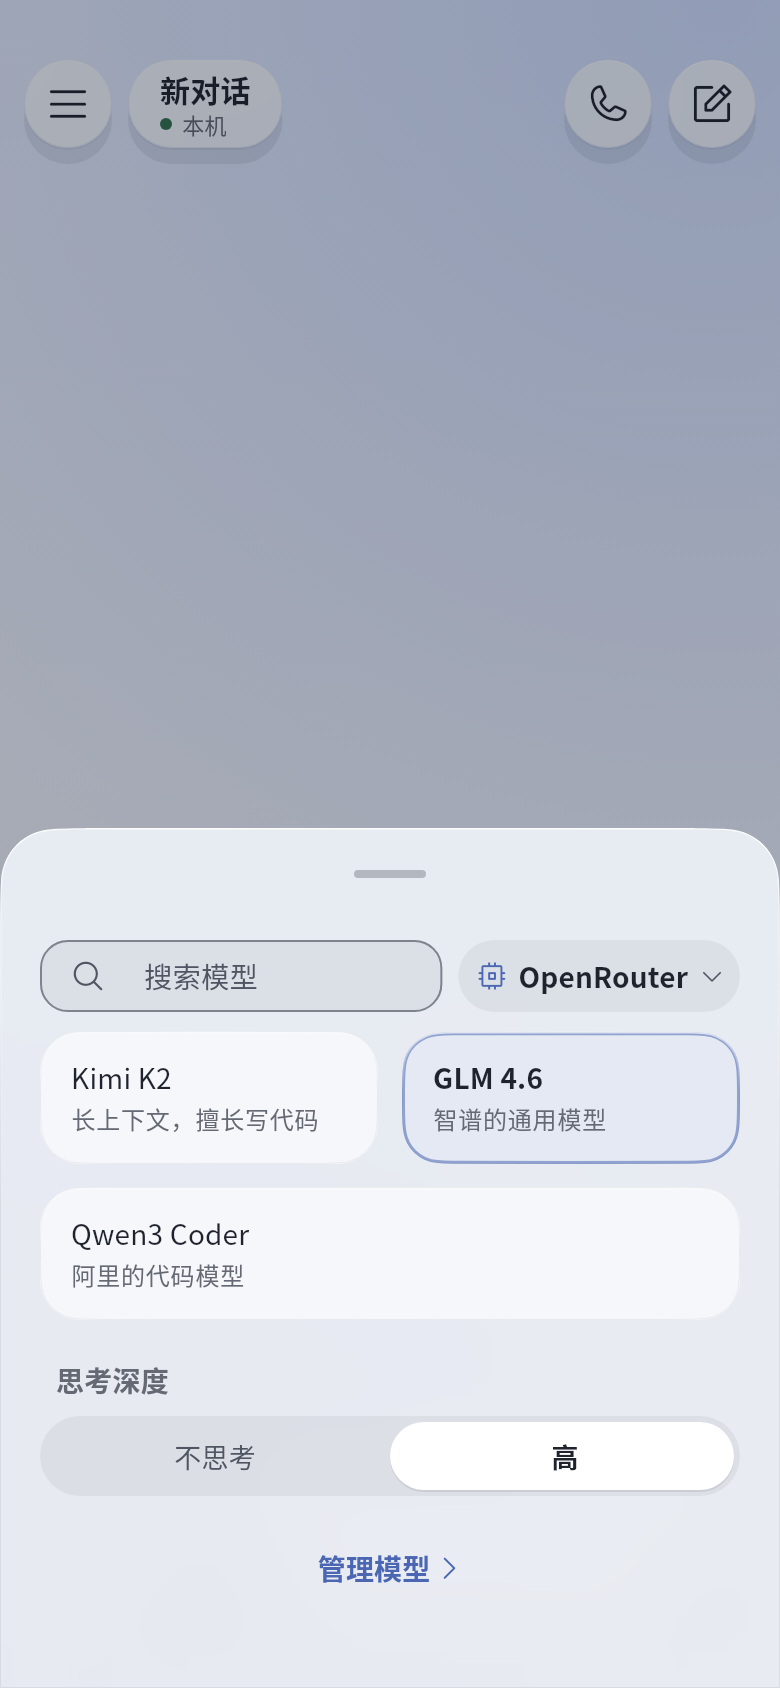 新对话
本机
搜索模型
OpenRouter
Kimi K2
长上下文，擅长写代码
GLM 4.6
智谱的通用模型
Qwen3 Coder
阿里的代码模型
思考深度
不思考
高
管理模型